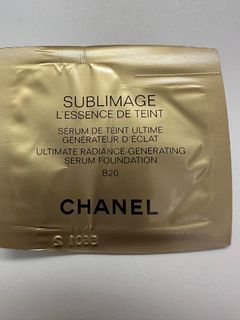 SUBLIMAGE
L'ESSENCE DE TEINT
SÉRUM DE TEINT ULTIME
GÉNÉRATEUR D'ÉCLAT
ULTIMATE RADIANCE-GENERATING
SERUM FOUNDATION
B20
CHANEL